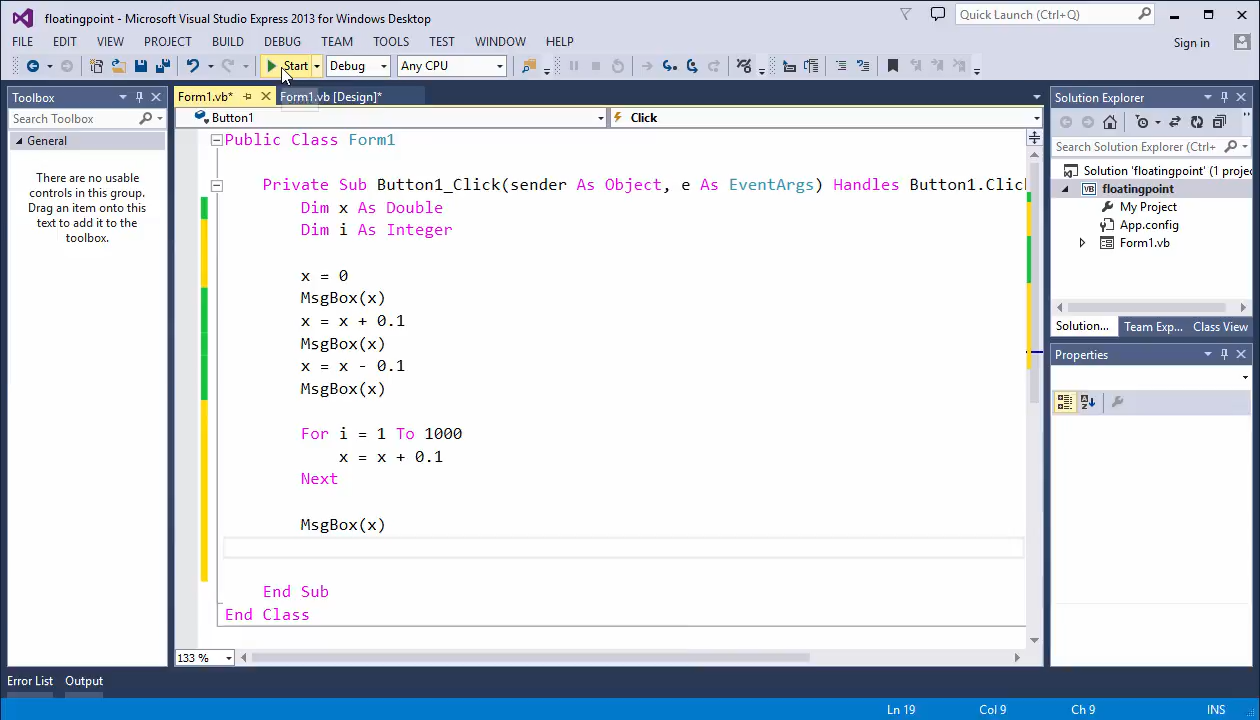 floatingpoint - Microsoft Visual Studio Express 2013 for Windows Desktop
Quick Launch (Ctrl+Q)
FILE EDIT VIEW PROJECT BUILD DEBUG TEAM TOOLS TEST WINDOW HELP
Sign in
Start Debug Any CPU
Toolbox
Form1.vb* Form1.vb [Design]*
Solution Explorer
Search Toolbox
Button1 Click
General
There are no usable
controls in this group.
Drag an item onto this
text to add it to the
toolbox.
Public Class Form1
Private Sub Button1_Click(sender As Object, e As EventArgs) Handles Button1.Clic
Dim x As Double
Dim i As Integer
x = 0
MsgBox(x)
x = x + 0.1
MsgBox(x)
x = x - 0.1
MsgBox(x)
For i = 1 To 1000
x = x + 0.1
Next
MsgBox(x)
End Sub
End Class
133 %
Search Solution Explorer (Ctrl+
Solution 'floatingpoint' (1 projec
VB floatingpoint
My Project
App.config
Form1.vb
Solution... Team Exp... Class View
Properties
Error List Output
Ln 19 Col 9 Ch 9 INS